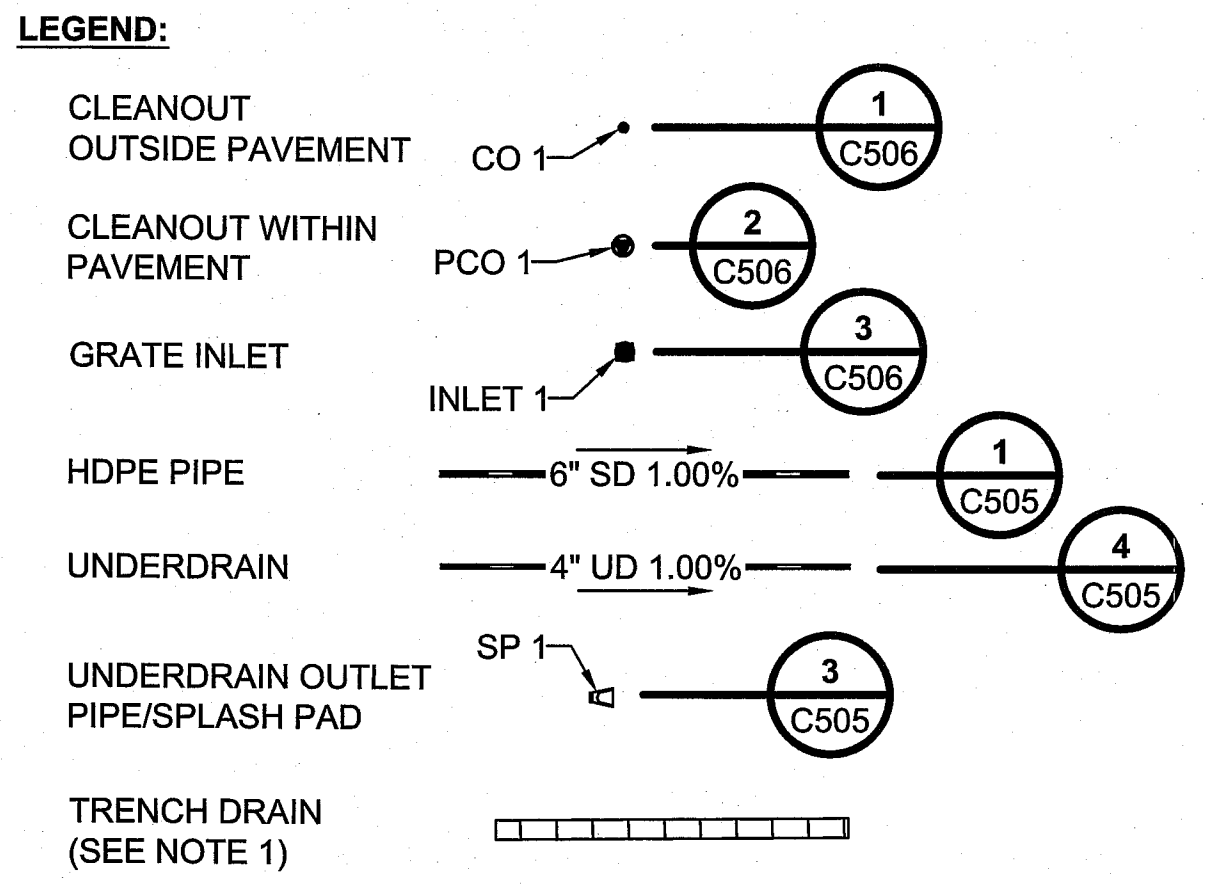 LEGEND:
CLEANOUT
OUTSIDE PAVEMENT
CO 1
1
C506
CLEANOUT WITHIN
PAVEMENT
PCO 1
2
C506
GRATE INLET
INLET 1
3
C506
HDPE PIPE
6" SD 1.00%
1
C505
UNDERDRAIN
4" UD 1.00%
4
C505
UNDERDRAIN OUTLET
PIPE/SPLASH PAD
SP 1
3
C505
TRENCH DRAIN
(SEE NOTE 1)